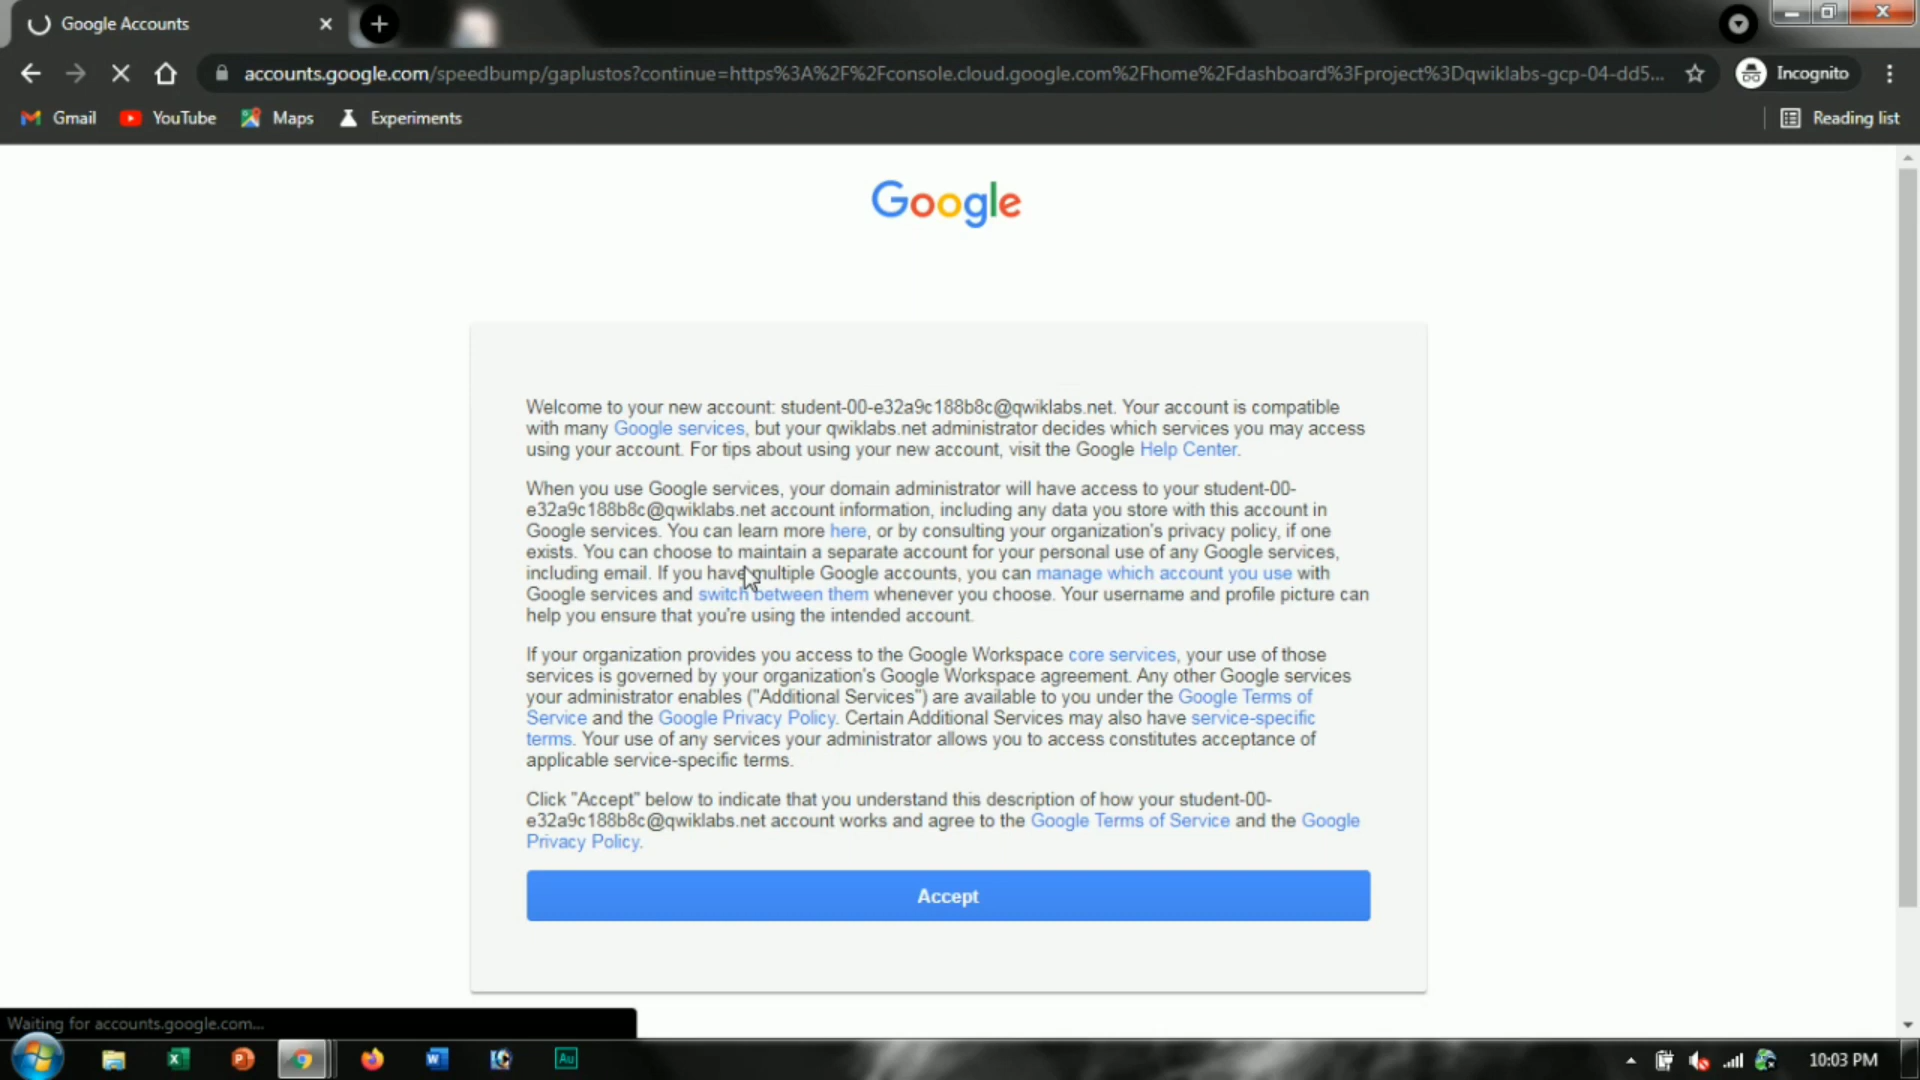 Google Accounts
accounts.google.com/speedbump/gaplustos?continue=https%3A%2F%2Fconsole.cloud.google.com%2Fhome%2Fdashboard%3Fproject%3Dqwiklabs-gcp-04-dd5...
Incognito
Gmail YouTube Maps Experiments Reading list
Google
Welcome to your new account: student-00-e32a9c188b8c@qwiklabs.net. Your account is compatible
with many Google services, but your qwiklabs.net administrator decides which services you may access
using your account. For tips about using your new account, visit the Google Help Center.
When you use Google services, your domain administrator will have access to your student-00-
e32a9c188b8c@qwiklabs.net account information, including any data you store with this account in
Google services. You can learn more here, or by consulting your organization's privacy policy, if one
exists. You can choose to maintain a separate account for your personal use of any Google services,
including email. If you have multiple Google accounts, you can manage which account you use with
Google services and switch between them whenever you choose. Your username and profile picture can
help you ensure that you're using the intended account.
If your organization provides you access to the Google Workspace core services, your use of those
services is governed by your organization's Google Workspace agreement. Any other Google services
your administrator enables ("Additional Services") are available to you under the Google Terms of
Service and the Google Privacy Policy. Certain Additional Services may also have service-specific
terms. Your use of any services your administrator allows you to access constitutes acceptance of
applicable service-specific terms.
Click "Accept" below to indicate that you understand this description of how your student-00-
e32a9c188b8c@qwiklabs.net account works and agree to the Google Terms of Service and the Google
Privacy Policy.
Accept
Waiting for accounts.google.com...
Au
10:03 PM